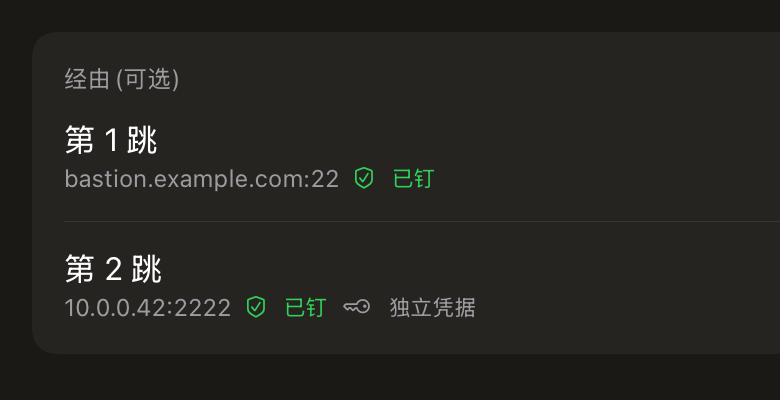 经由 (可选)
第 1 跳
bastion.example.com:22 已钉
第 2 跳
10.0.0.42:2222 已钉 独立凭据